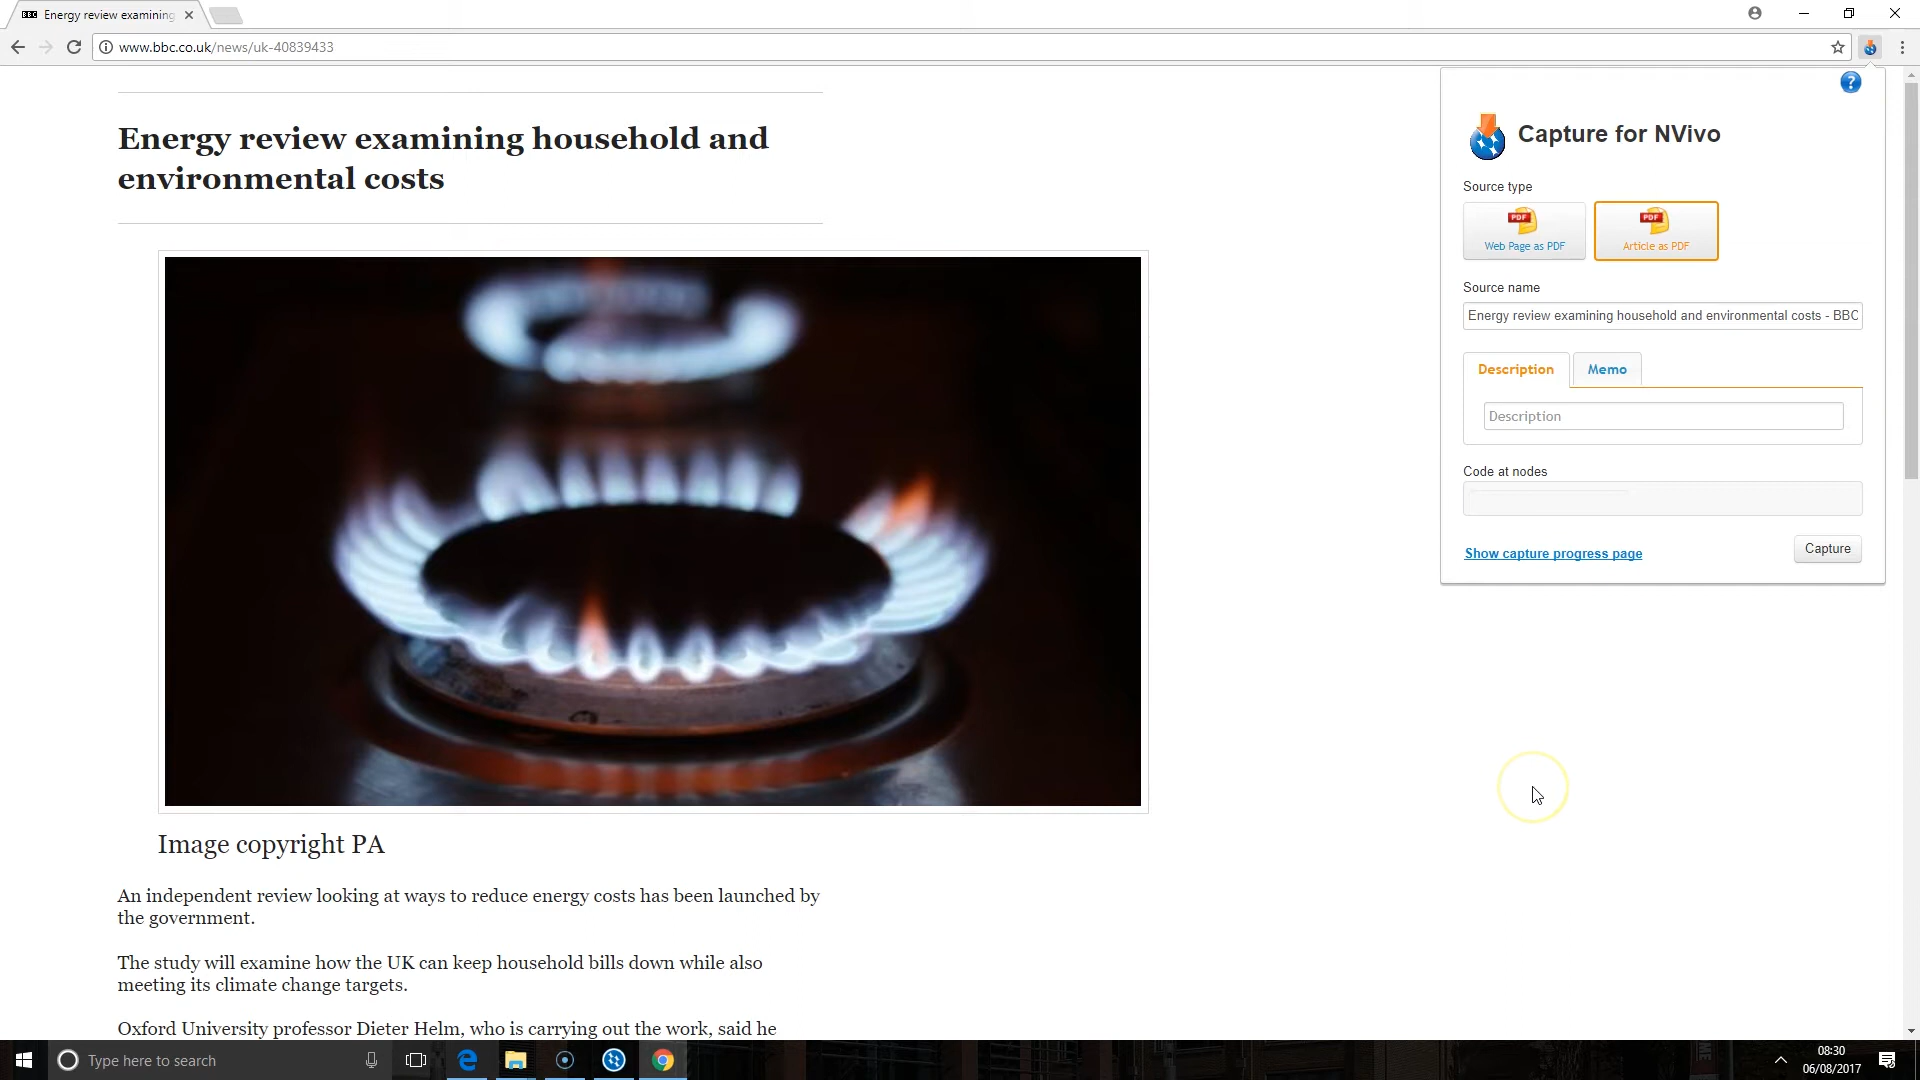 BBC Energy review examining
www.bbc.co.uk/news/uk-40839433
Energy review examining household and
environmental costs
Image copyright PA
An independent review looking at ways to reduce energy costs has been launched by
the government.
The study will examine how the UK can keep household bills down while also
meeting its climate change targets.
Oxford University professor Dieter Helm, who is carrying out the work, said he
?
Capture for NVivo
Source type
PDF
Web Page as PDF
PDF
Article as PDF
Source name
Energy review examining household and environmental costs - BBC
Description
Memo
Description
Code at nodes
Show capture progress page
Capture
Type here to search
08:30
06/08/2017